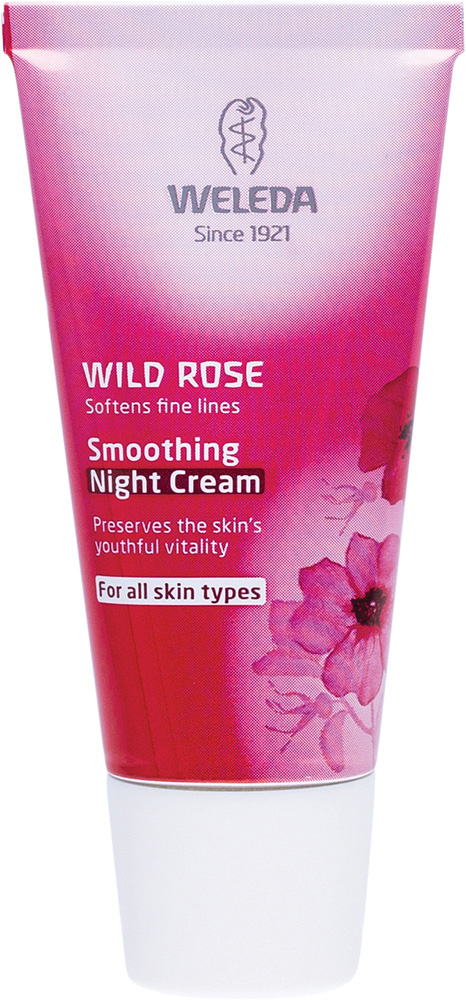 WELEDA
Since 1921
WILD ROSE
Softens fine lines
Smoothing
Night Cream
Preserves the skin's
youthful vitality
For all skin types